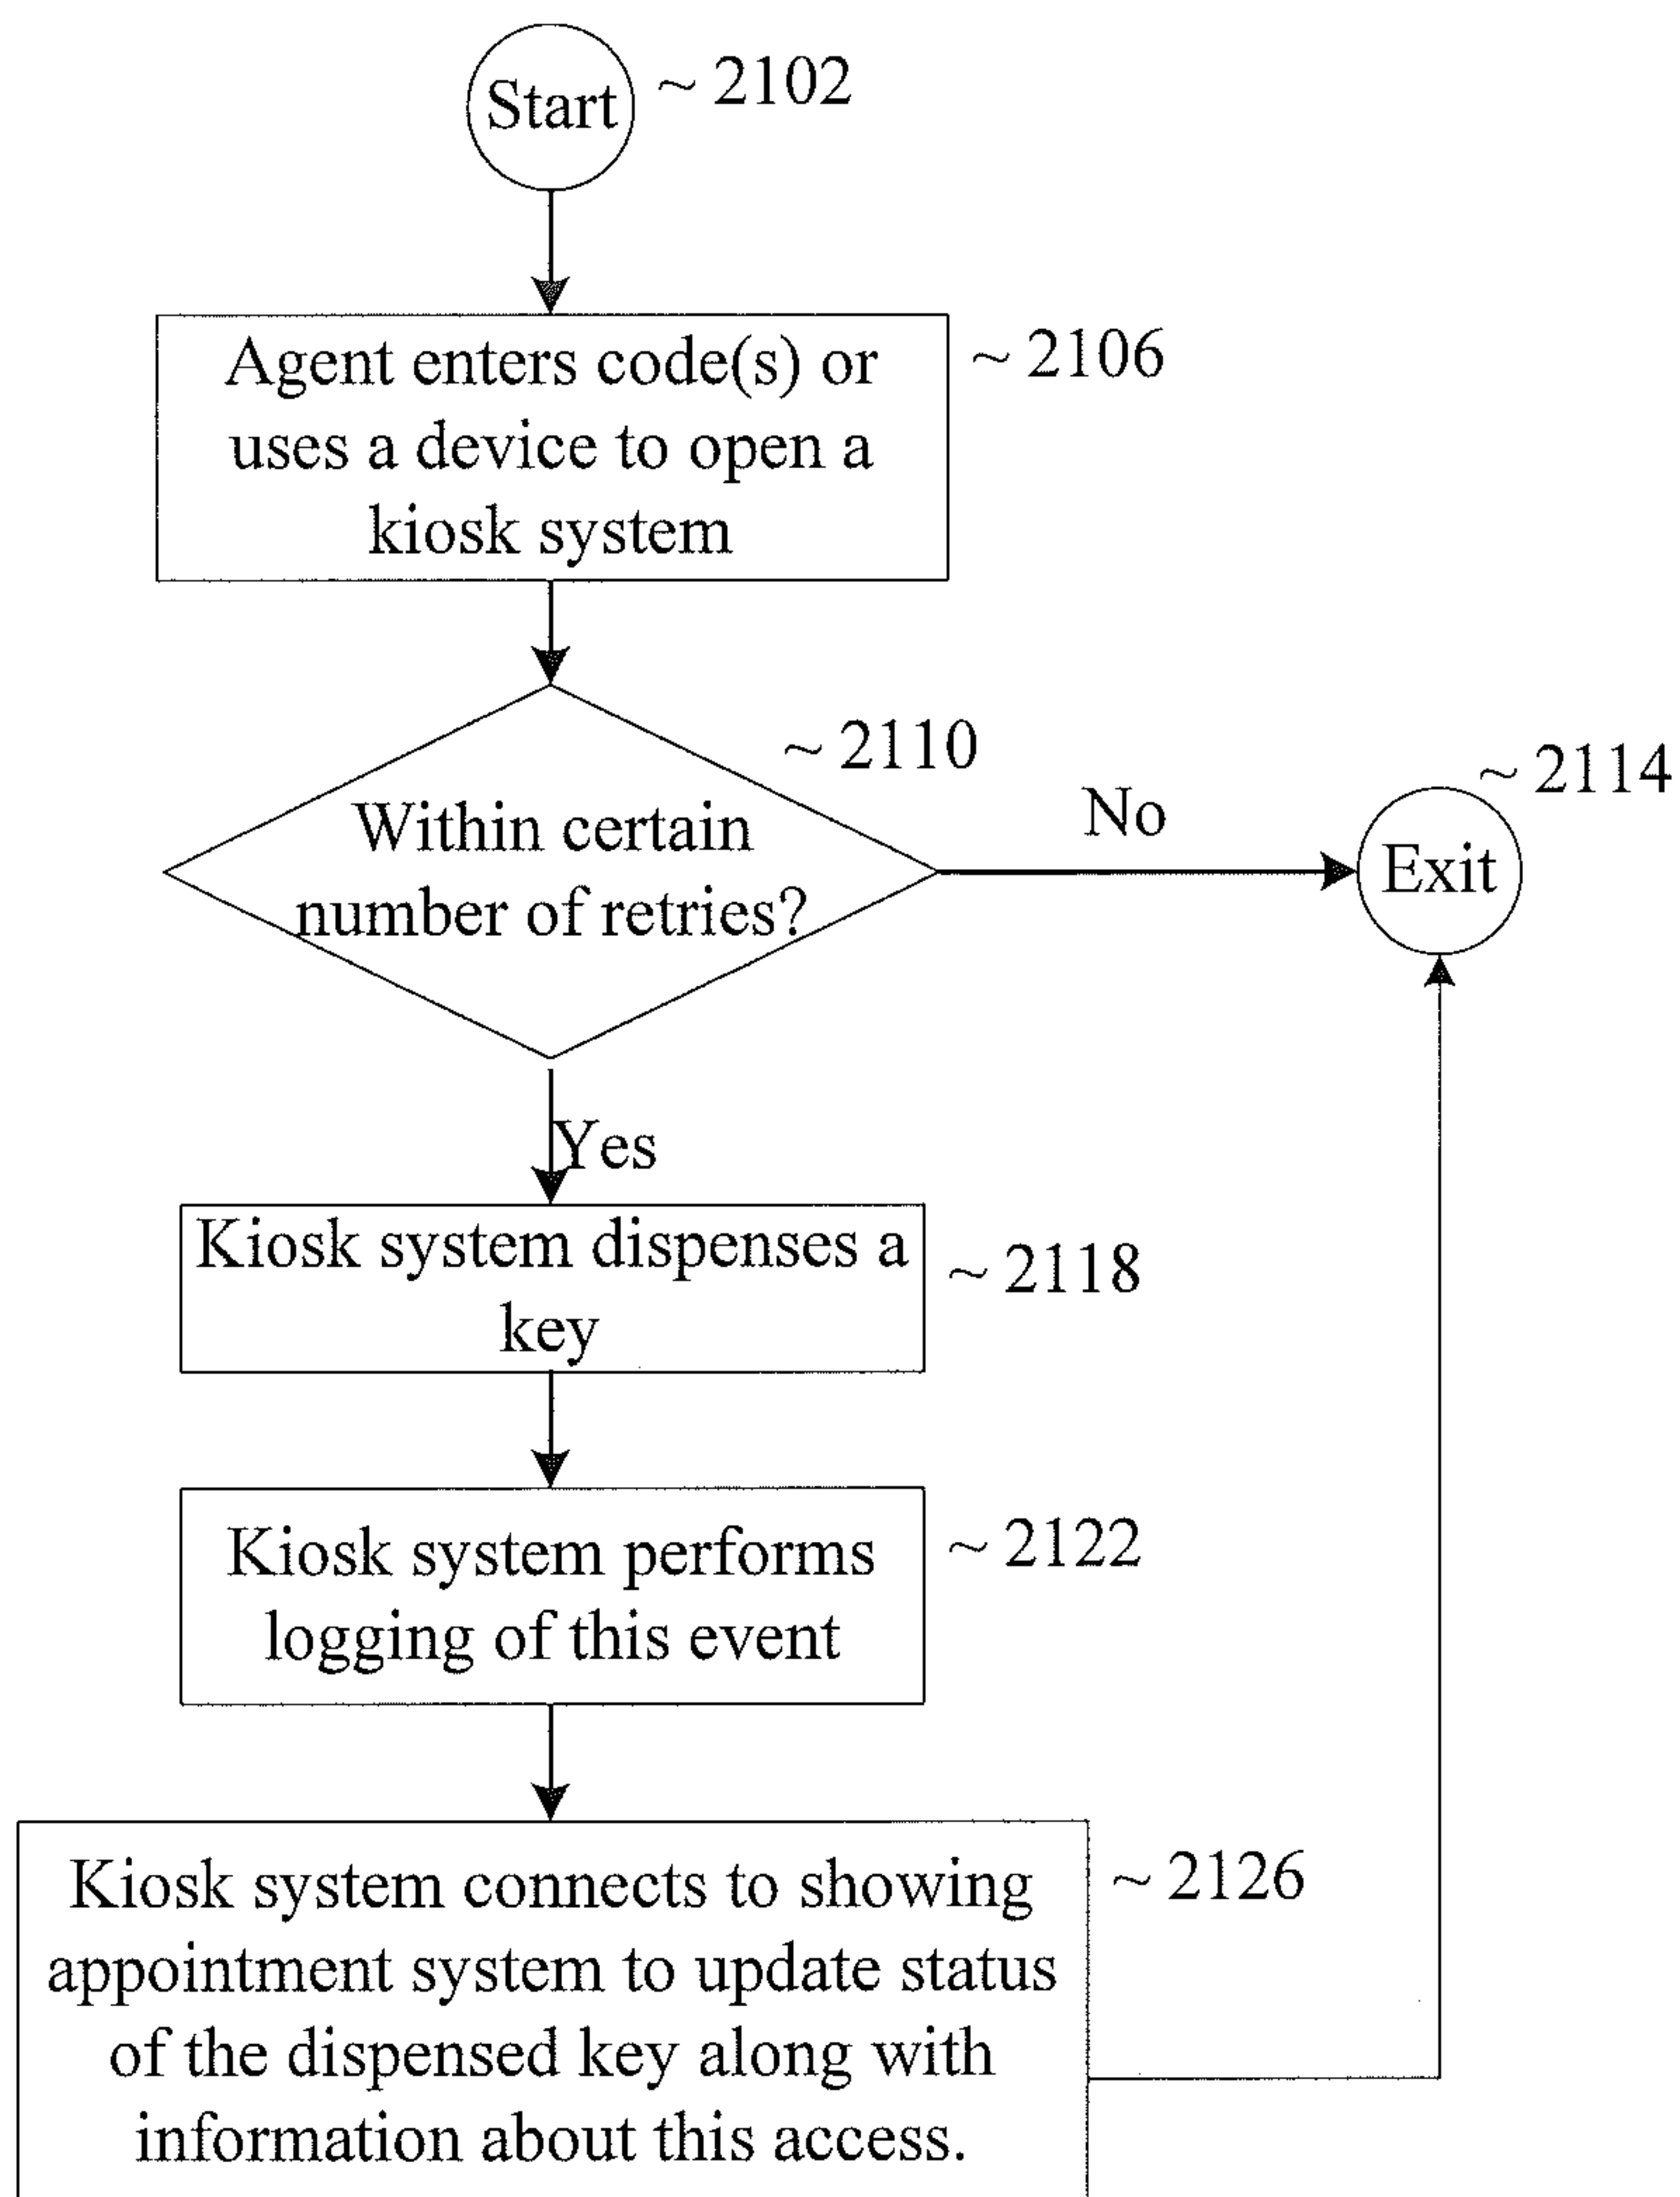 Start
~ 2102
Agent enters code(s) or
uses a device to open a
kiosk system
~ 2106
~ 2110
Within certain
number of retries?
No
~ 2114
Exit
Yes
Kiosk system dispenses a
key
~ 2118
Kiosk system performs
logging of this event
~ 2122
Kiosk system connects to showing
appointment system to update status
of the dispensed key along with
information about this access.
~ 2126